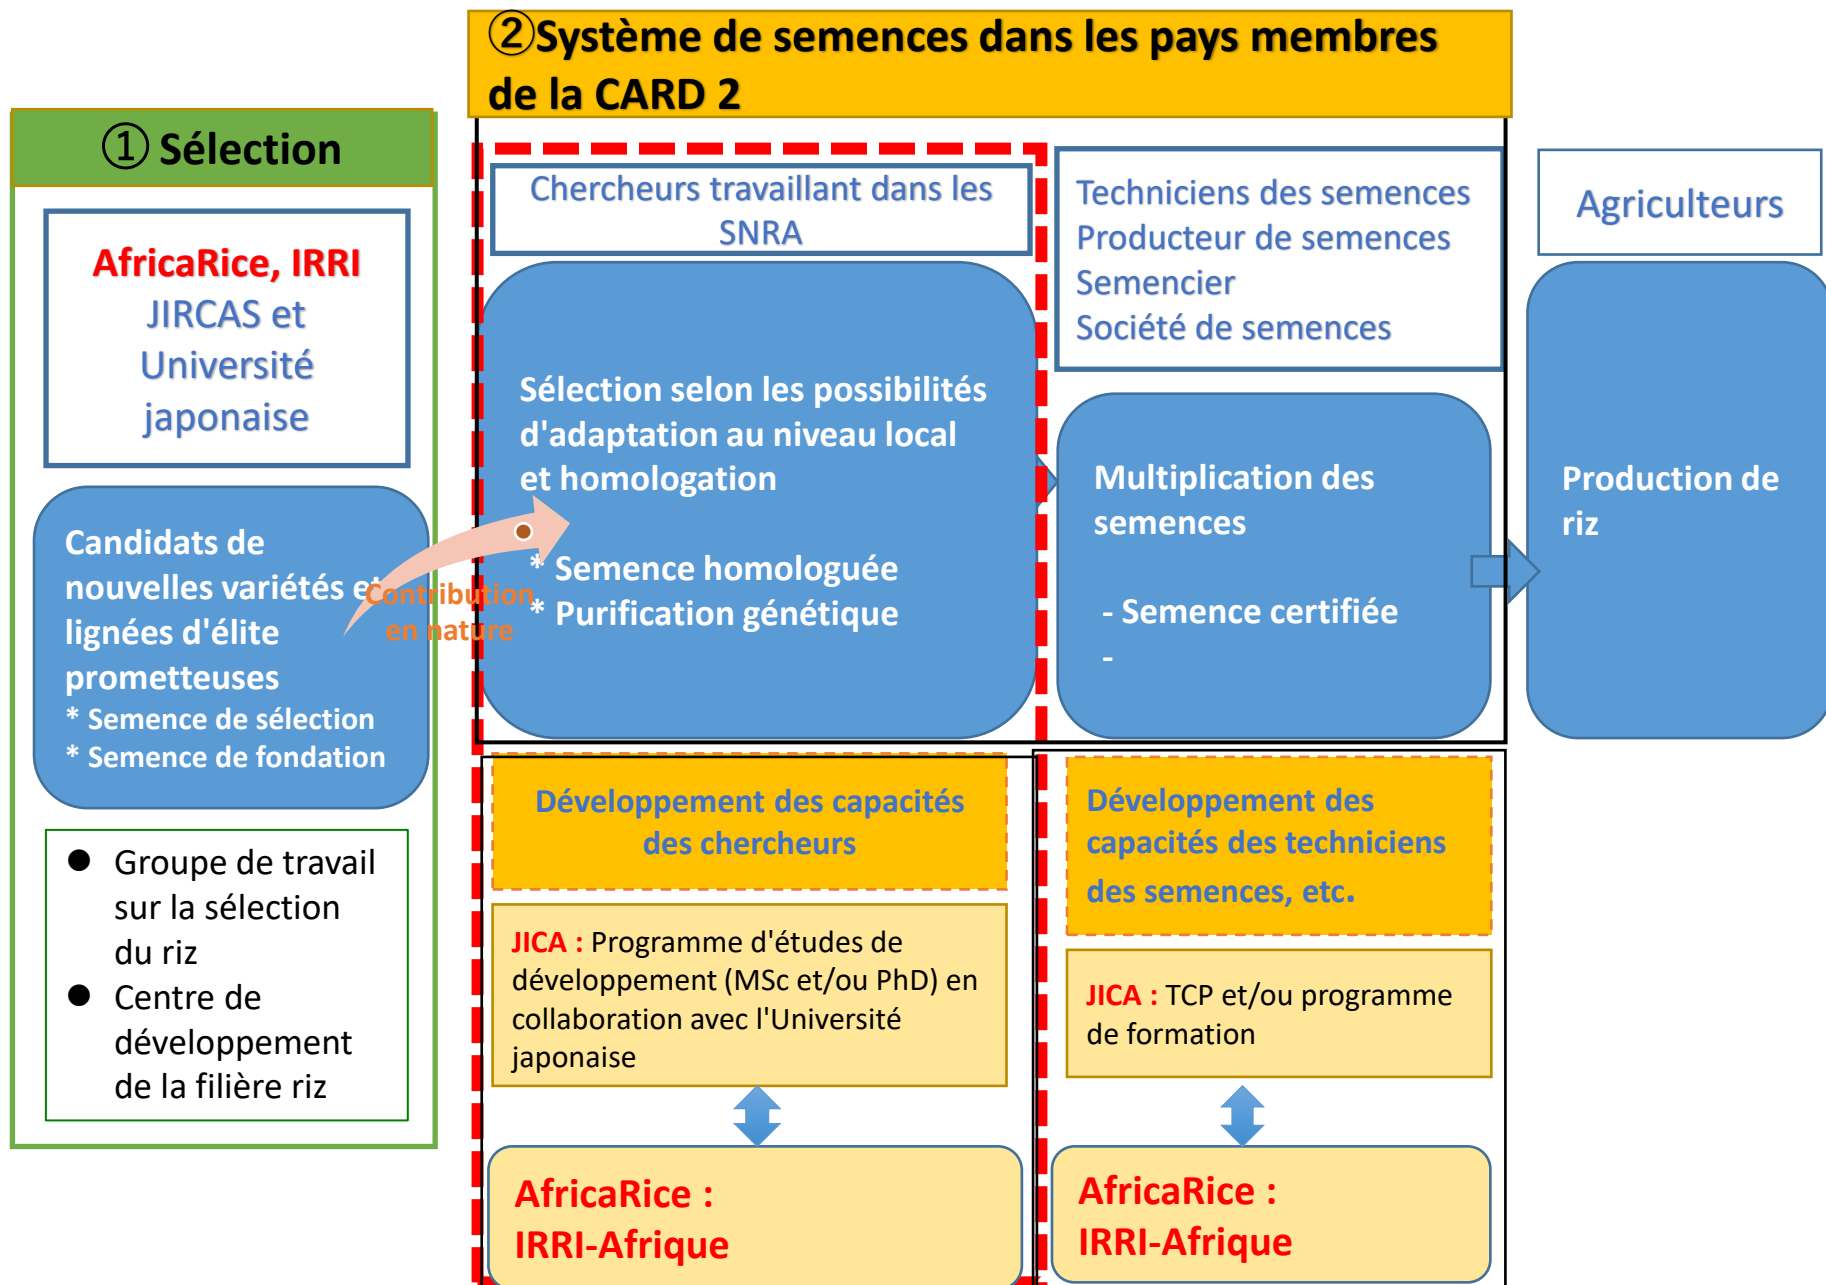 ① Sélection
AfricaRice, IRRI
JIRCAS et
Université
japonaise
Candidats de
nouvelles variétés et
lignées d'élite
prometteuses
* Semence de sélection
* Semence de fondation
● Groupe de travail
sur la sélection
du riz
● Centre de
développement
de la filière riz
Contribution
en nature
②Système de semences dans les pays membres
de la CARD 2
Chercheurs travaillant dans les
SNRA
Sélection selon les possibilités
d'adaptation au niveau local
et homologation
* Semence homologuée
* Purification génétique
Techniciens des semences
Producteur de semences
Semencier
Société de semences
Multiplication des
semences
- Semence certifiée
-
Agriculteurs
Production de
riz
Développement des capacités
des chercheurs
JICA : Programme d'études de
développement (MSc et/ou PhD) en
collaboration avec l'Université
japonaise
AfricaRice :
IRRI-Afrique
Développement des
capacités des techniciens
des semences, etc.
JICA : TCP et/ou programme
de formation
AfricaRice :
IRRI-Afrique